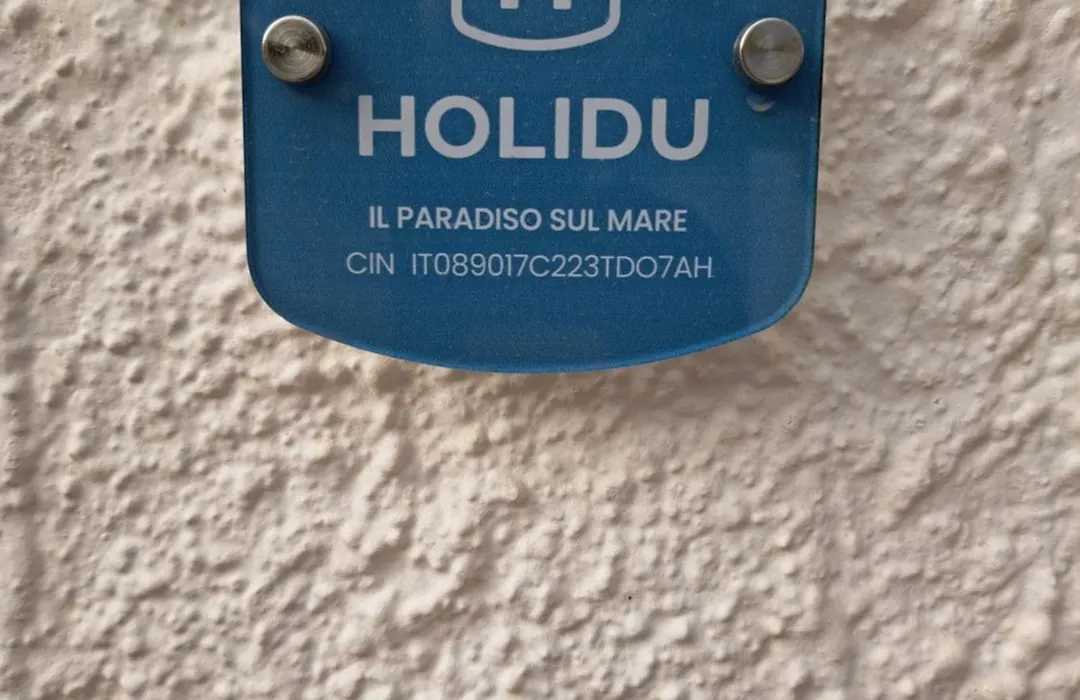 HOLIDU
IL PARADISO SUL MARE
CIN IT089017C223TDO7AH